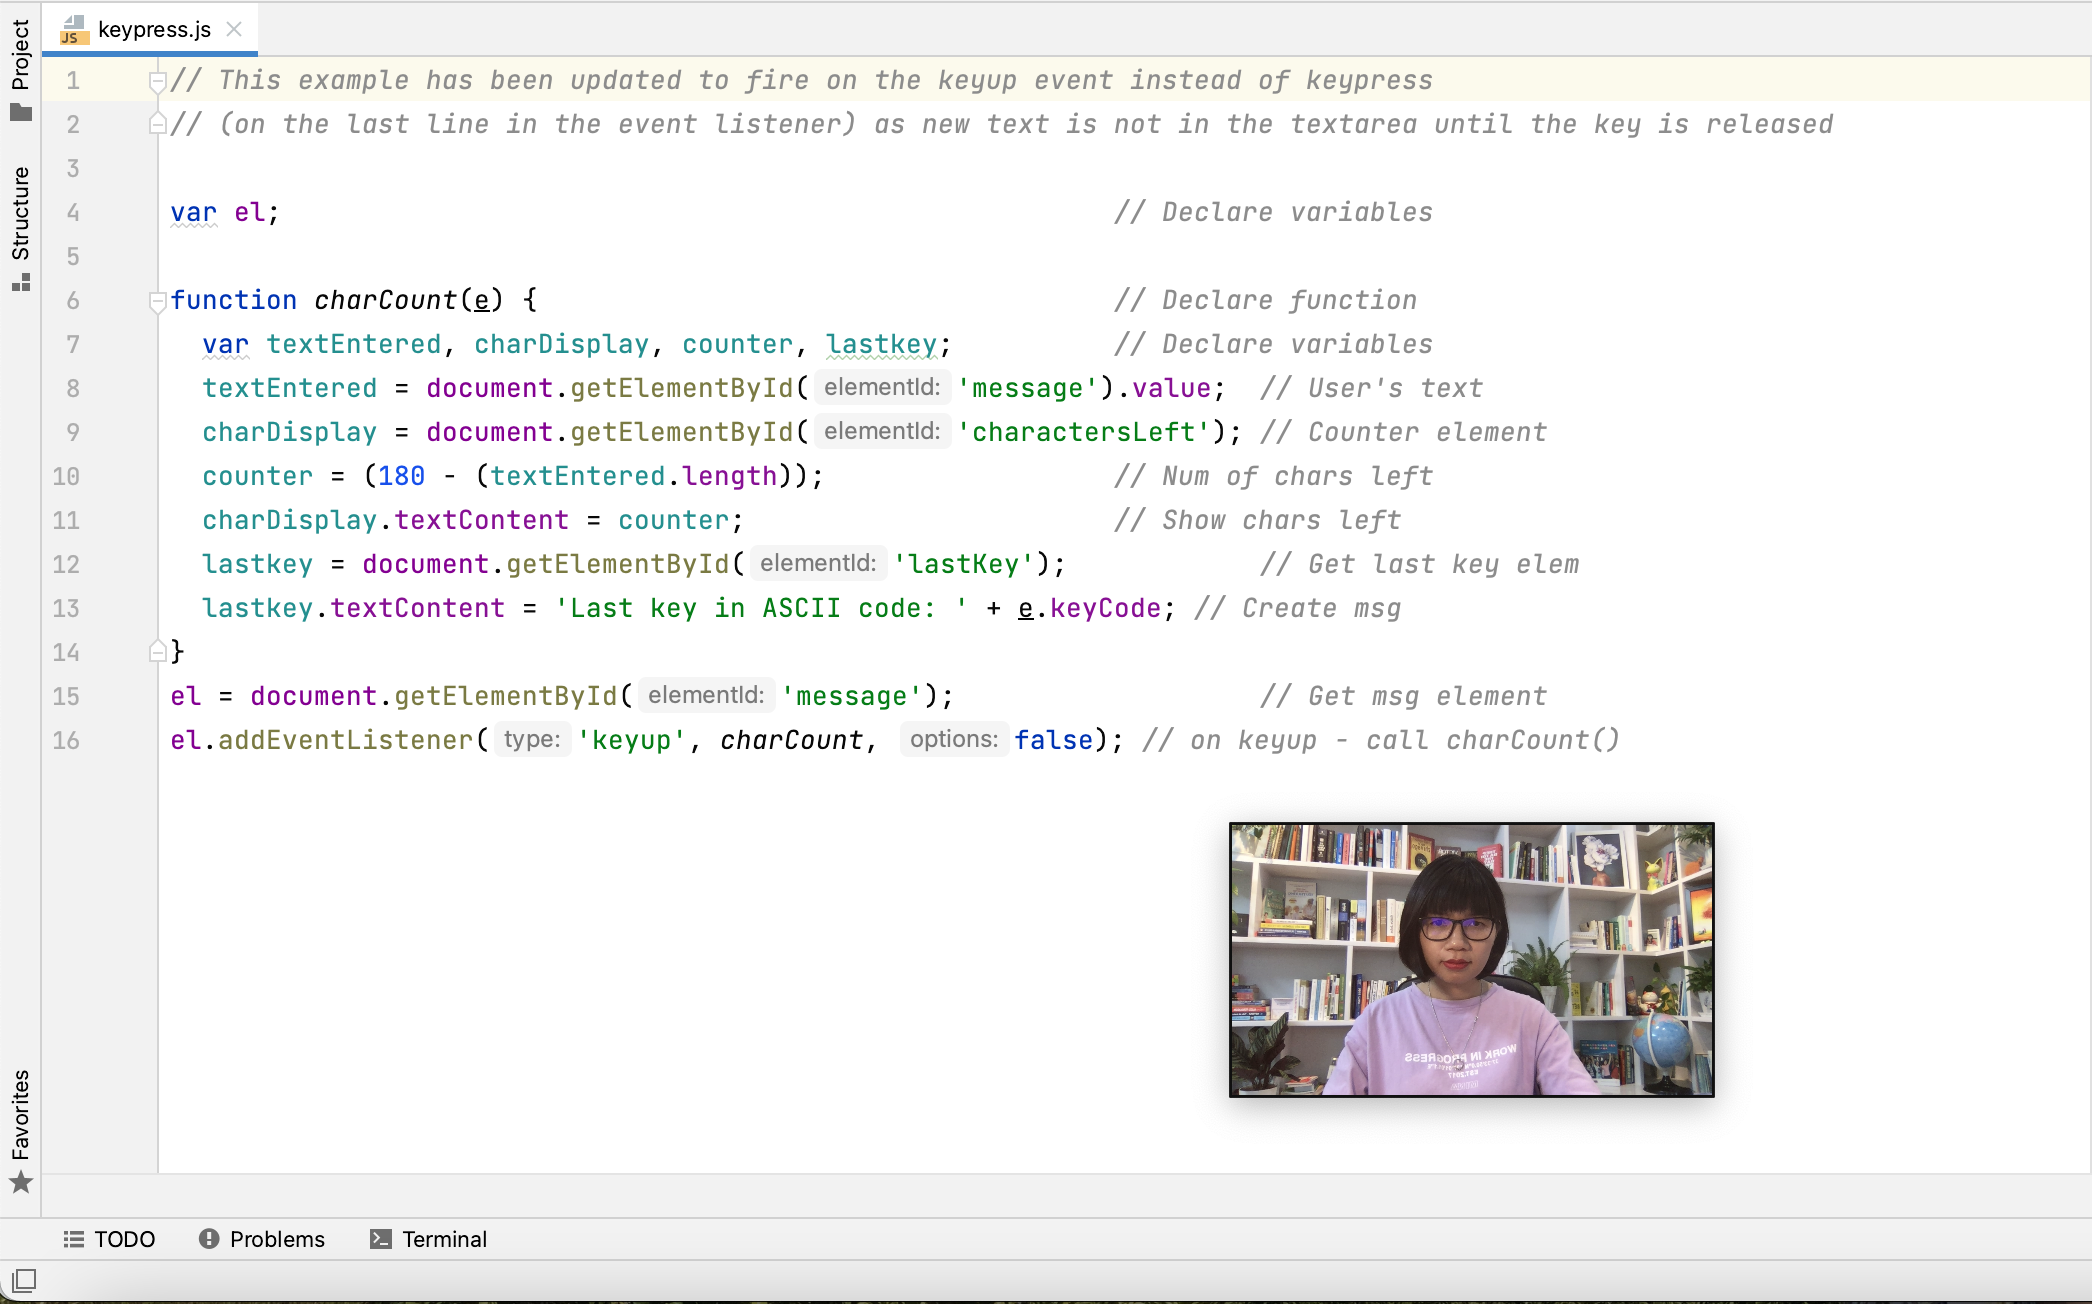 Project
Structure
Favorites
keypress.js
1 // This example has been updated to fire on the keyup event instead of keypress
2 // (on the last line in the event listener) as new text is not in the textarea until the key is released
3
4 var el; // Declare variables
5
6 function charCount(e) { // Declare function
7 var textEntered, charDisplay, counter, lastkey; // Declare variables
8 textEntered = document.getElementById( elementId: 'message').value; // User's text
9 charDisplay = document.getElementById( elementId: 'charactersLeft'); // Counter element
10 counter = (180 - (textEntered.length)); // Num of chars left
11 charDisplay.textContent = counter; // Show chars left
12 lastkey = document.getElementById( elementId: 'lastKey'); // Get last key elem
13 lastkey.textContent = 'Last key in ASCII code: ' + e.keyCode; // Create msg
14 }
15 el = document.getElementById( elementId: 'message'); // Get msg element
16 el.addEventListener( type: 'keyup', charCount, options: false); // on keyup - call charCount()
WORK IN PROGRESS
TODO
Problems
Terminal